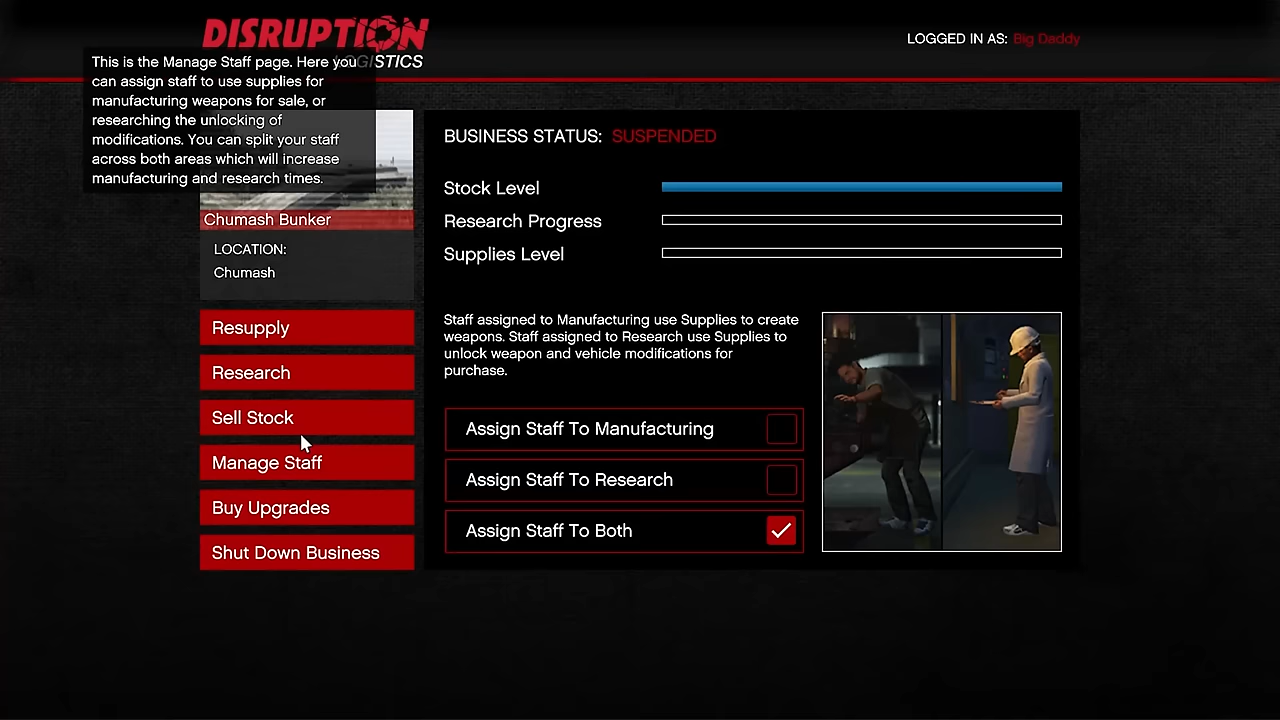 DISRUPTION
LOGISTICS
LOGGED IN AS: Big Daddy
This is the Manage Staff page. Here you
can assign staff to use supplies for
manufacturing weapons for sale, or
researching the unlocking of
modifications. You can split your staff
across both areas which will increase
manufacturing and research times.
Chumash Bunker
LOCATION:
Chumash
Resupply
Research
Sell Stock
Manage Staff
Buy Upgrades
Shut Down Business
BUSINESS STATUS: SUSPENDED
Stock Level
Research Progress
Supplies Level
Staff assigned to Manufacturing use Supplies to create
weapons. Staff assigned to Research use Supplies to
unlock weapon and vehicle modifications for
purchase.
Assign Staff To Manufacturing
Assign Staff To Research
Assign Staff To Both